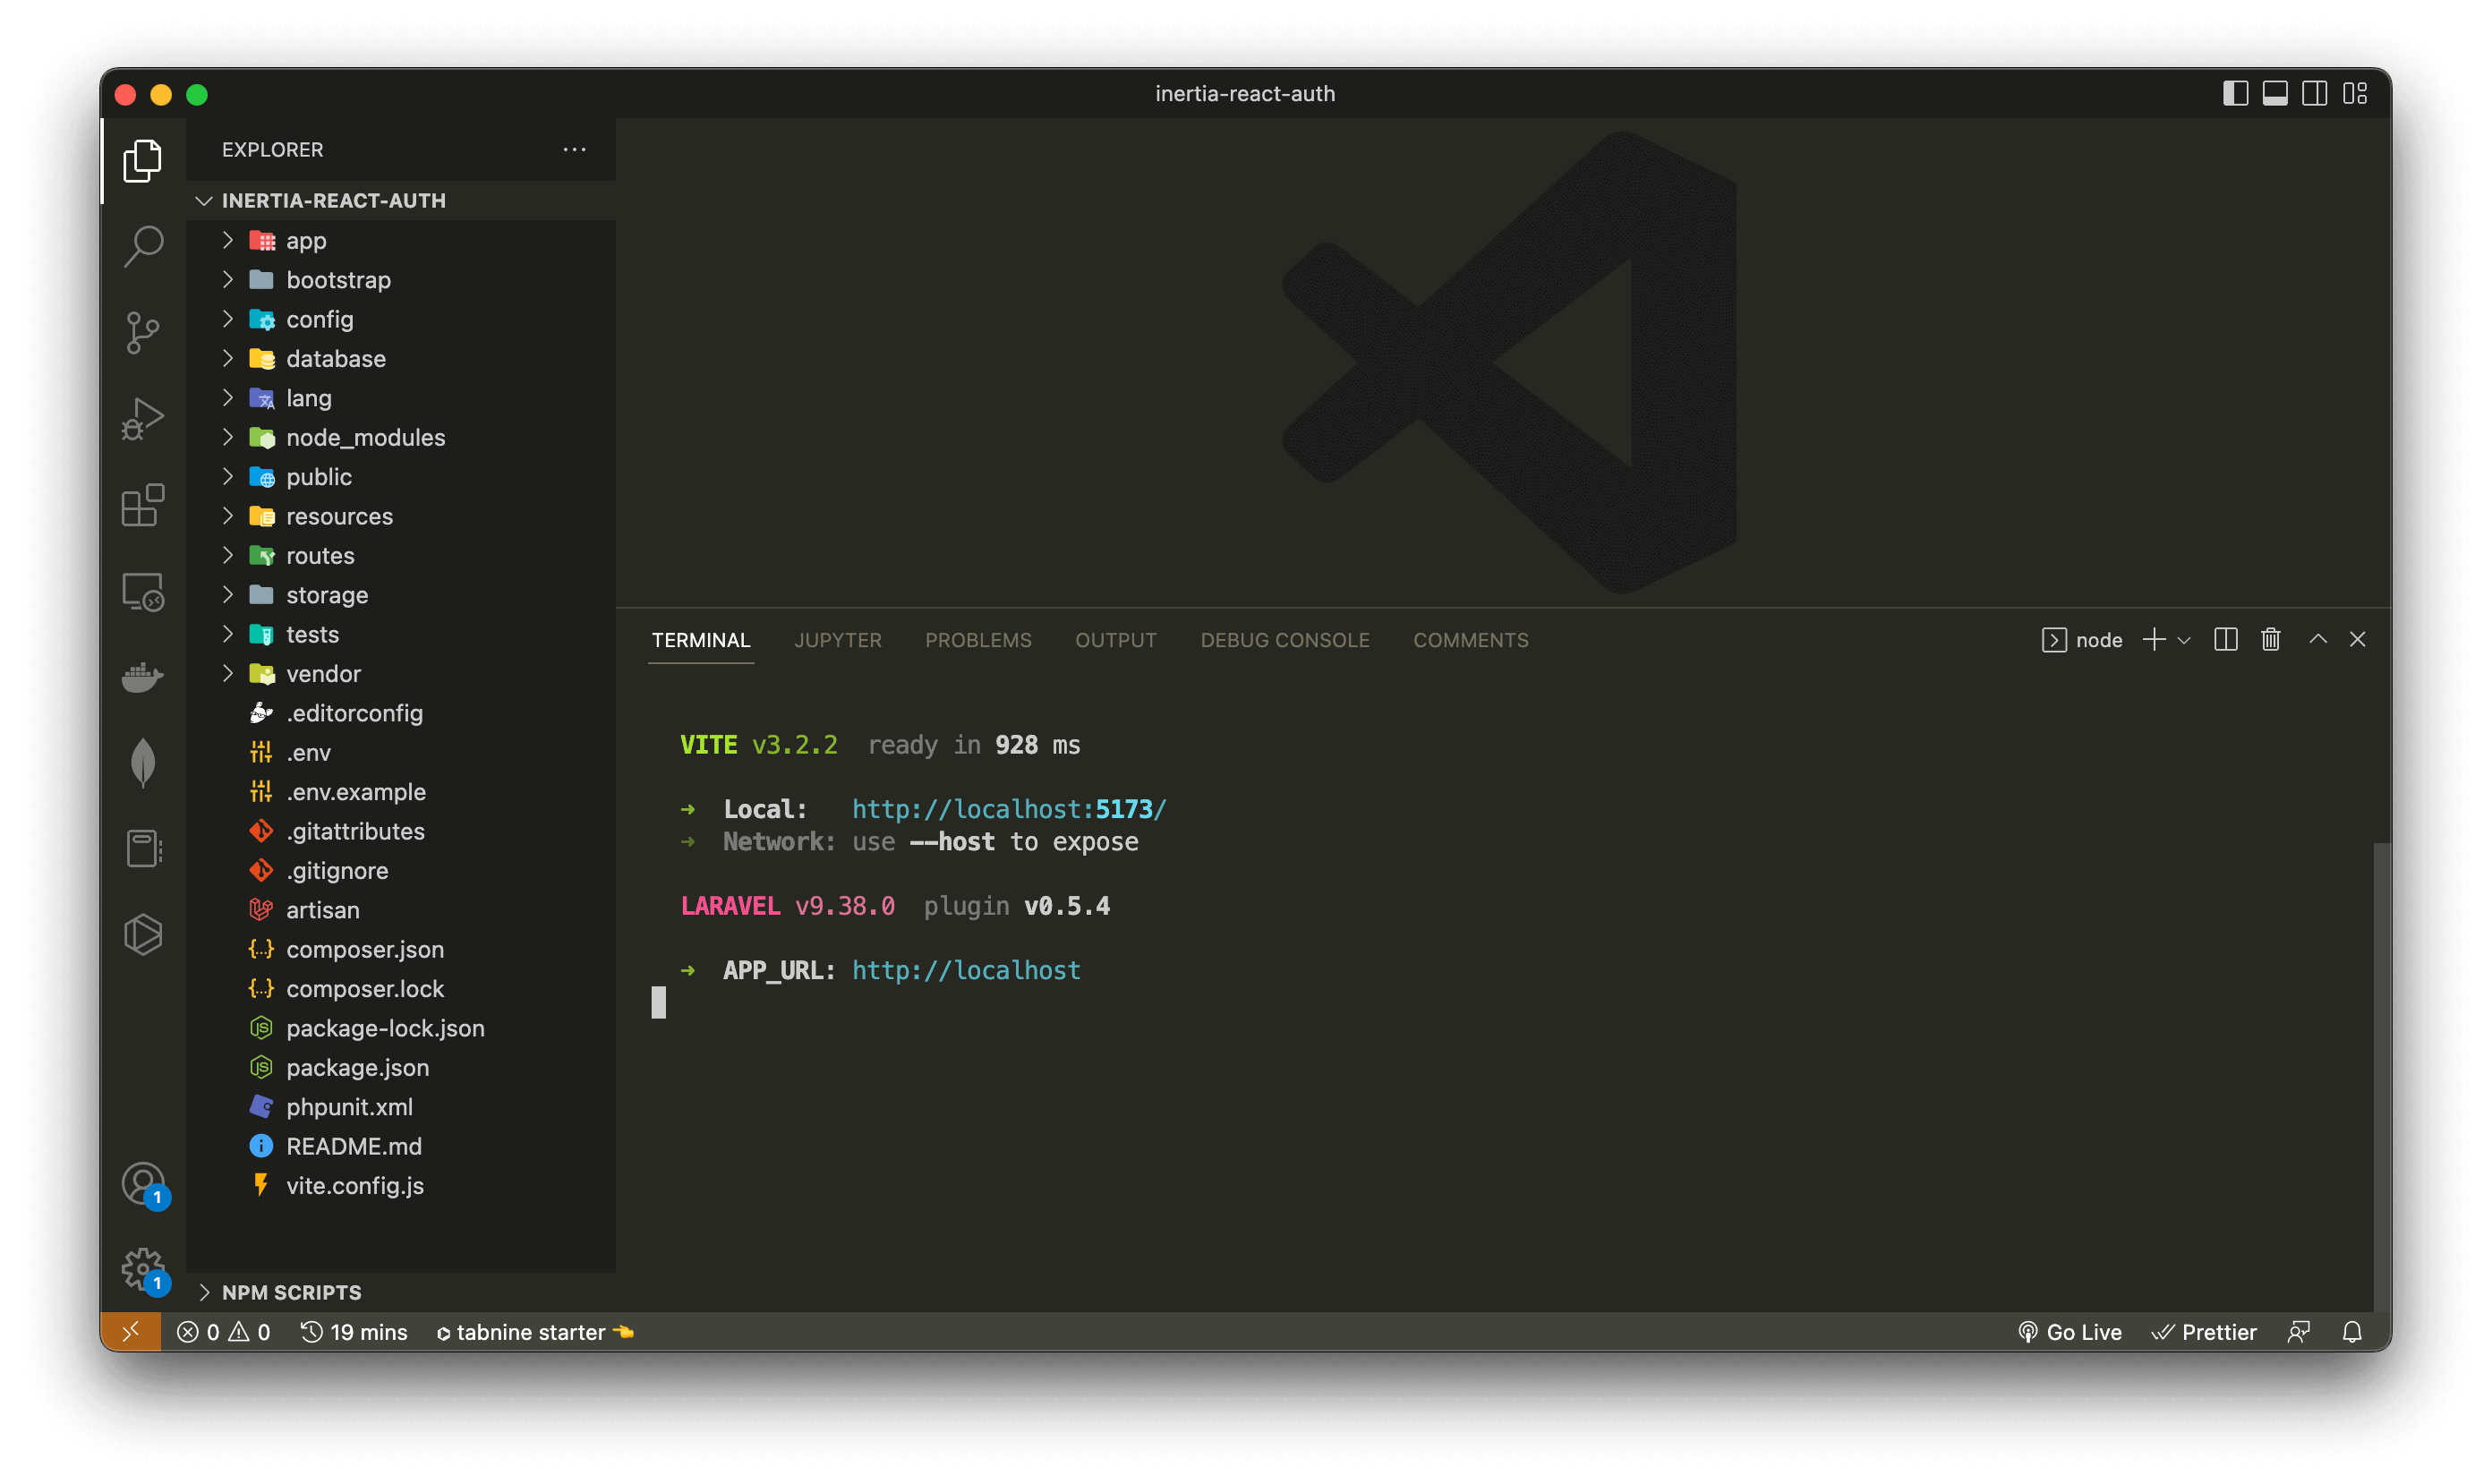 inertia-react-auth
EXPLORER
INERTIA-REACT-AUTH
app
bootstrap
config
database
lang
node_modules
public
resources
routes
storage
tests
vendor
.editorconfig
.env
.env.example
.gitattributes
.gitignore
artisan
composer.json
composer.lock
package-lock.json
package.json
phpunit.xml
README.md
vite.config.js
NPM SCRIPTS
1
1
TERMINAL JUPYTER PROBLEMS OUTPUT DEBUG CONSOLE COMMENTS node
VITE v3.2.2 ready in 928 ms
➜ Local: http://localhost:5173/
➜ Network: use --host to expose
LARAVEL v9.38.0 plugin v0.5.4
➜ APP_URL: http://localhost
0 0 19 mins tabnine starter 👈 Go Live Prettier